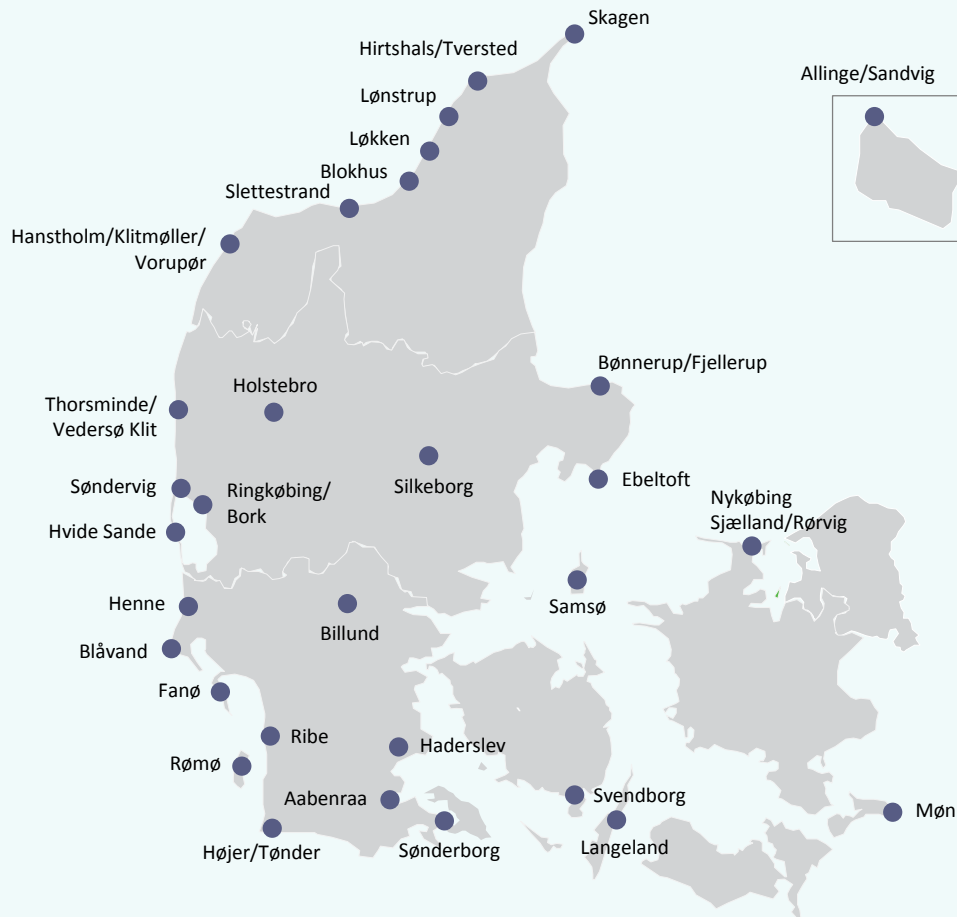 Skagen
Hirtshals/Tversted
Allinge/Sandvig
Lønstrup
Løkken
Blokhus
Slettestrand
Hanstholm/Klitmøller/
Vorupør
Bønnerup/Fjellerup
Holstebro
Thorsminde/
Vedersø Klit
Silkeborg
Ebeltoft
Søndervig
Ringkøbing/
Bork
Nykøbing
Sjælland/Rørvig
Hvide Sande
Samsø
Henne
Billund
Blåvand
Fanø
Ribe
Haderslev
Rømø
Aabenraa
Svendborg
Møn
Højer/Tønder
Sønderborg
Langeland